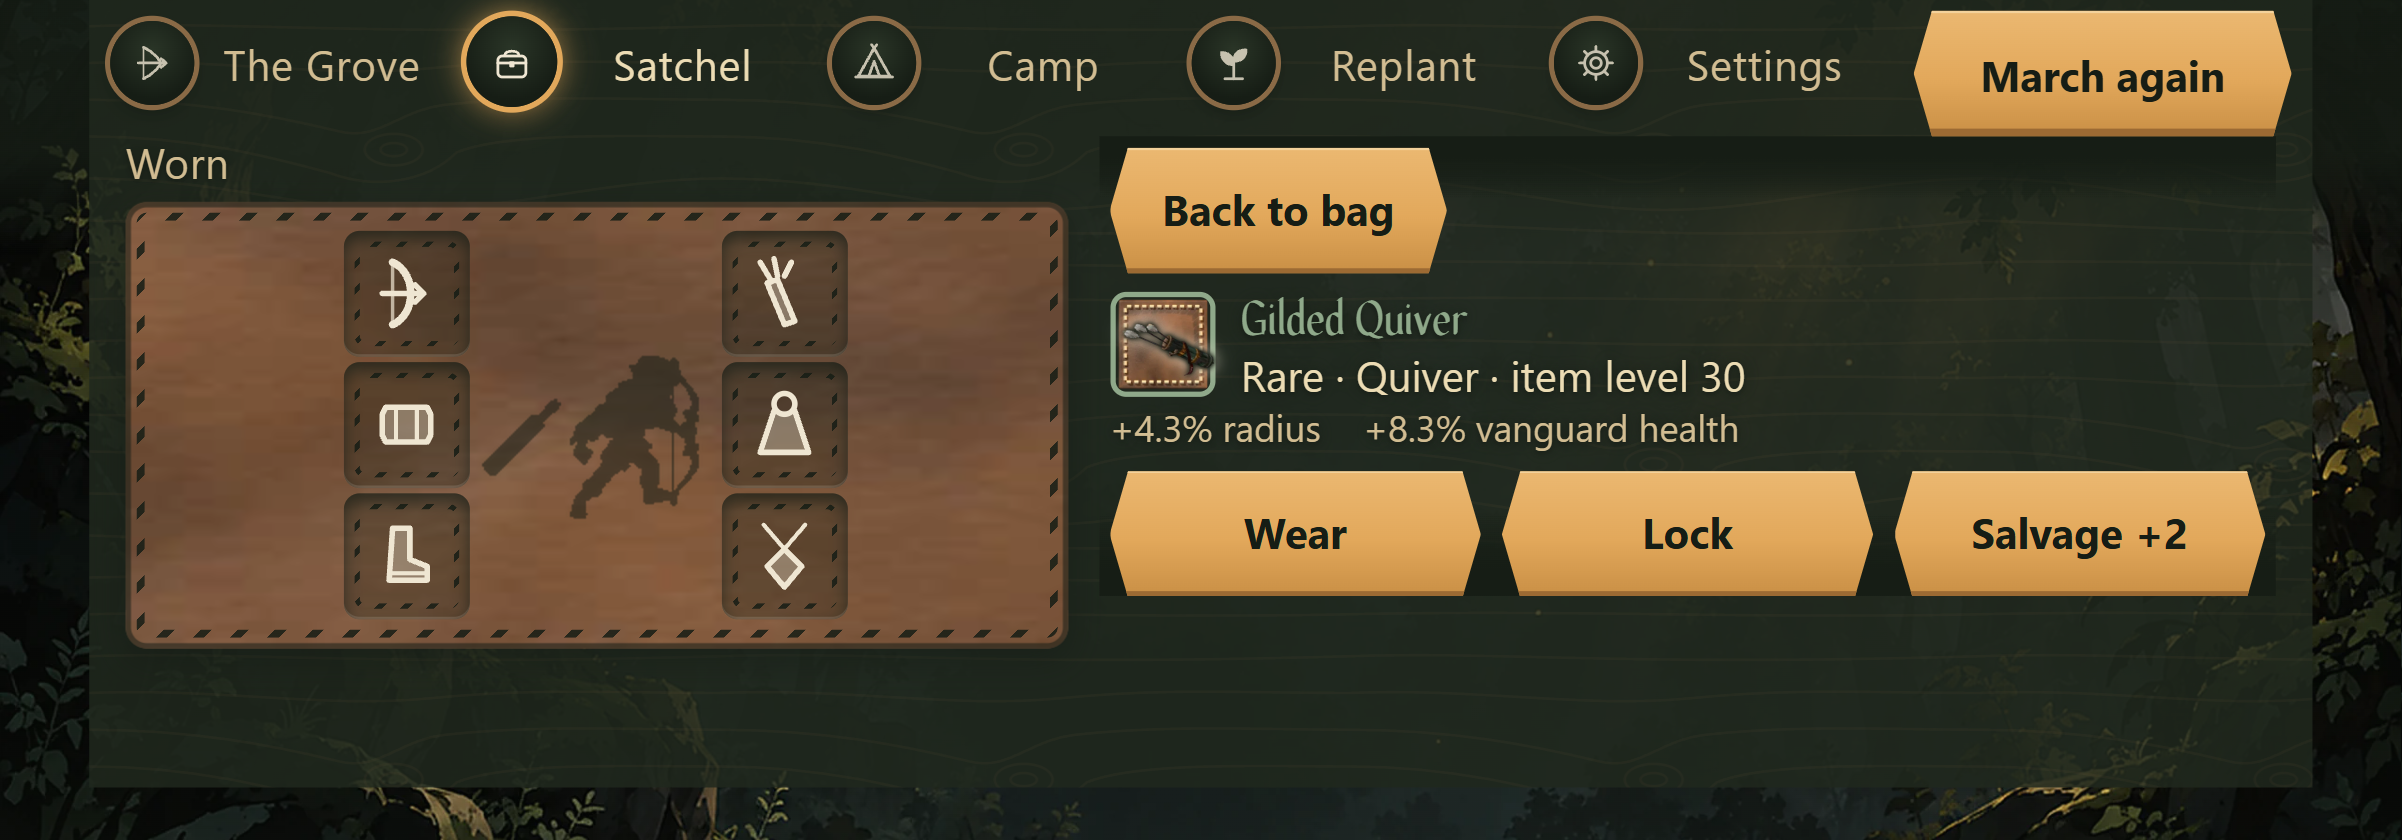 The Grove
Satchel
Camp
Replant
Settings
March again
Worn
Back to bag
Gilded Quiver
Rare · Quiver · item level 30
+4.3% radius +8.3% vanguard health
Wear
Lock
Salvage +2